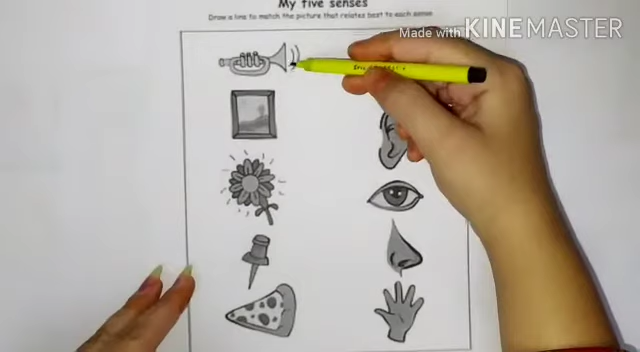 My five senses
Draw a line to match the picture that relates best to each sense
Made with KINEMASTER